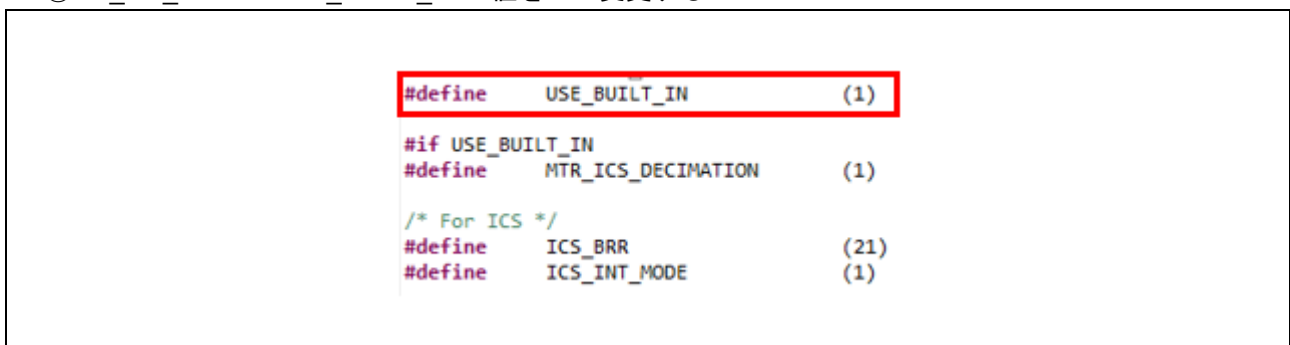 #define USE_BUILT_IN (1)
#if USE_BUILT_IN
#define MTR_ICS_DECIMATION (1)
/* For ICS */
#define ICS_BRR (21)
#define ICS_INT_MODE (1)